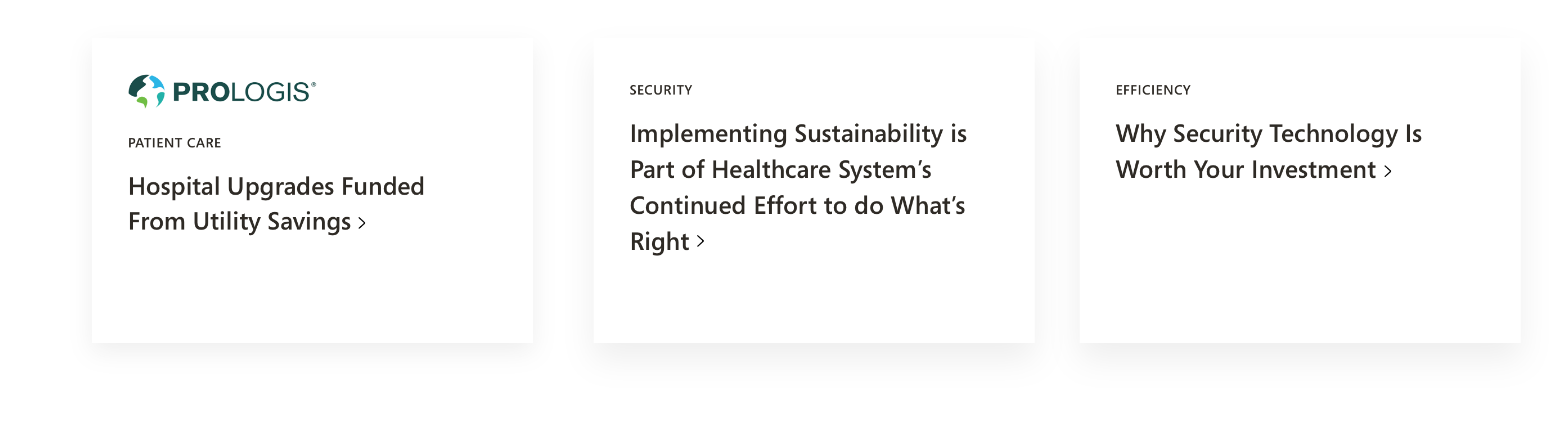 PROLOGIS®
PATIENT CARE
Hospital Upgrades Funded
From Utility Savings >
SECURITY
Implementing Sustainability is
Part of Healthcare System’s
Continued Effort to do What’s
Right >
EFFICIENCY
Why Security Technology Is
Worth Your Investment >